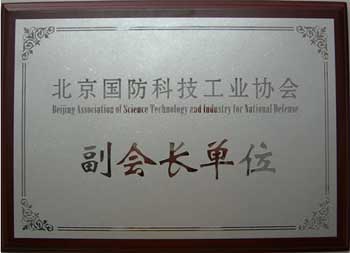 北京国防科技工业协会
Beijing Association of Science Technology and Industry for National Defense
副会长单位